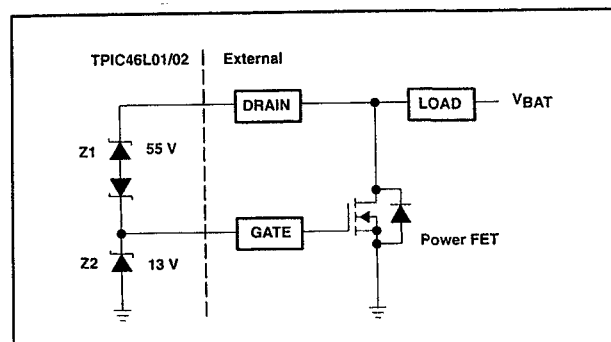 TPIC46L01/02 External
DRAIN
LOAD
VBAT
Z1
55 V
GATE
Power FET
Z2
13 V